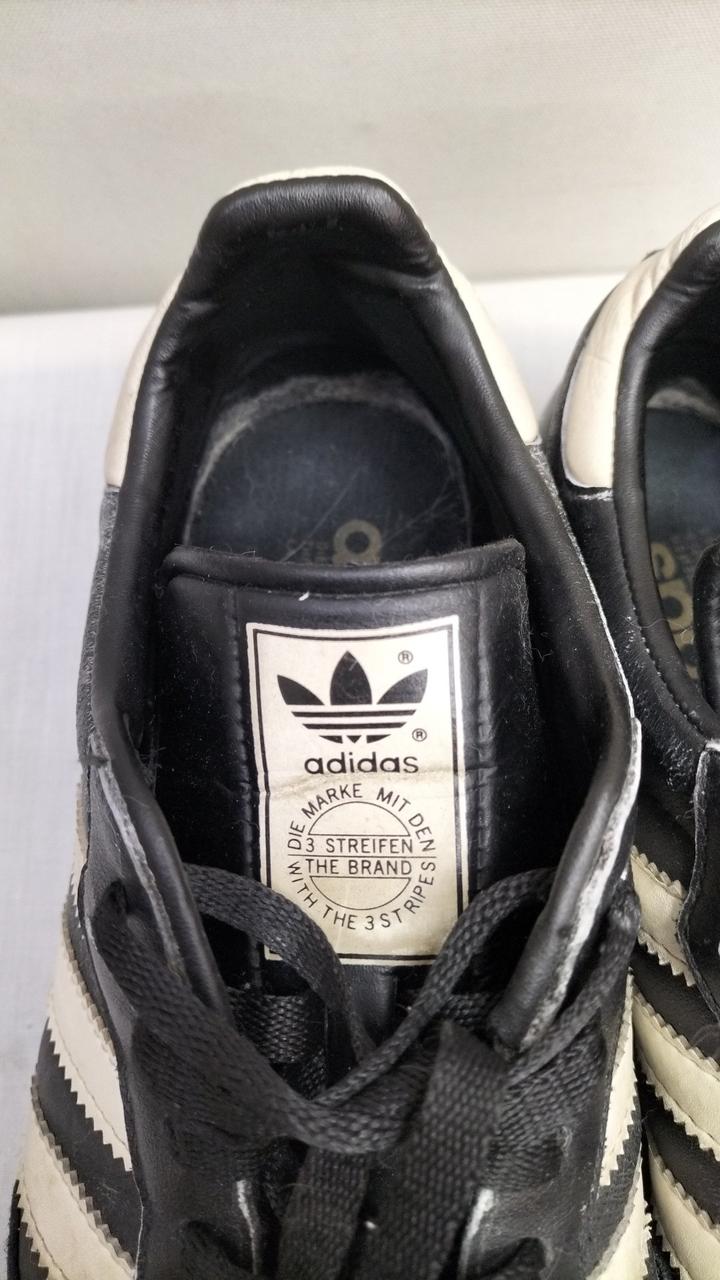 ®
®
adidas
DIE MARKE MIT DEN
3 STREIFEN
THE BRAND
WITH THE 3 STRIPES